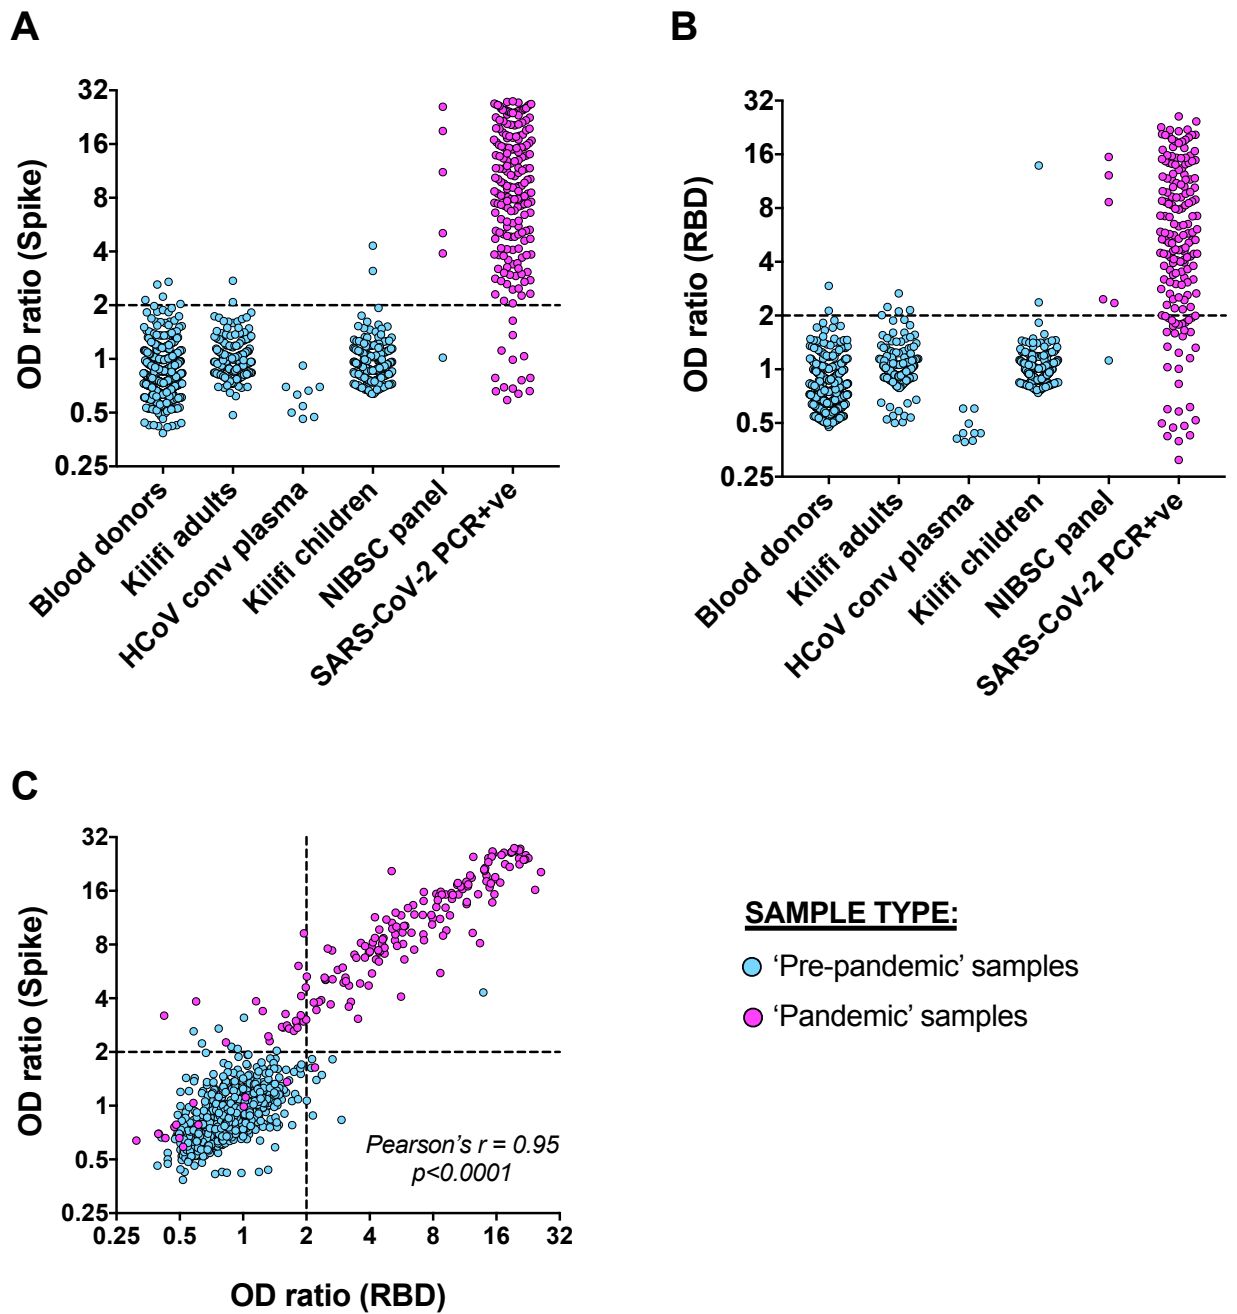 A
OD ratio (Spike)
32
16
8
4
2
1
0.5
0.25
Blood donors
Kilifi adults
HCoV conv plasma
Kilifi children
NIBSC panel
SARS-CoV-2 PCR+ve
B
OD ratio (RBD)
32
16
8
4
2
1
0.5
0.25
Blood donors
Kilifi adults
HCoV conv plasma
Kilifi children
NIBSC panel
SARS-CoV-2 PCR+ve
C
OD ratio (Spike)
32
16
8
4
2
1
0.5
0.25
Pearson's r = 0.95
p<0.0001
0.25 0.5 1 2 4 8 16 32
OD ratio (RBD)
SAMPLE TYPE:
‘Pre-pandemic’ samples
‘Pandemic’ samples